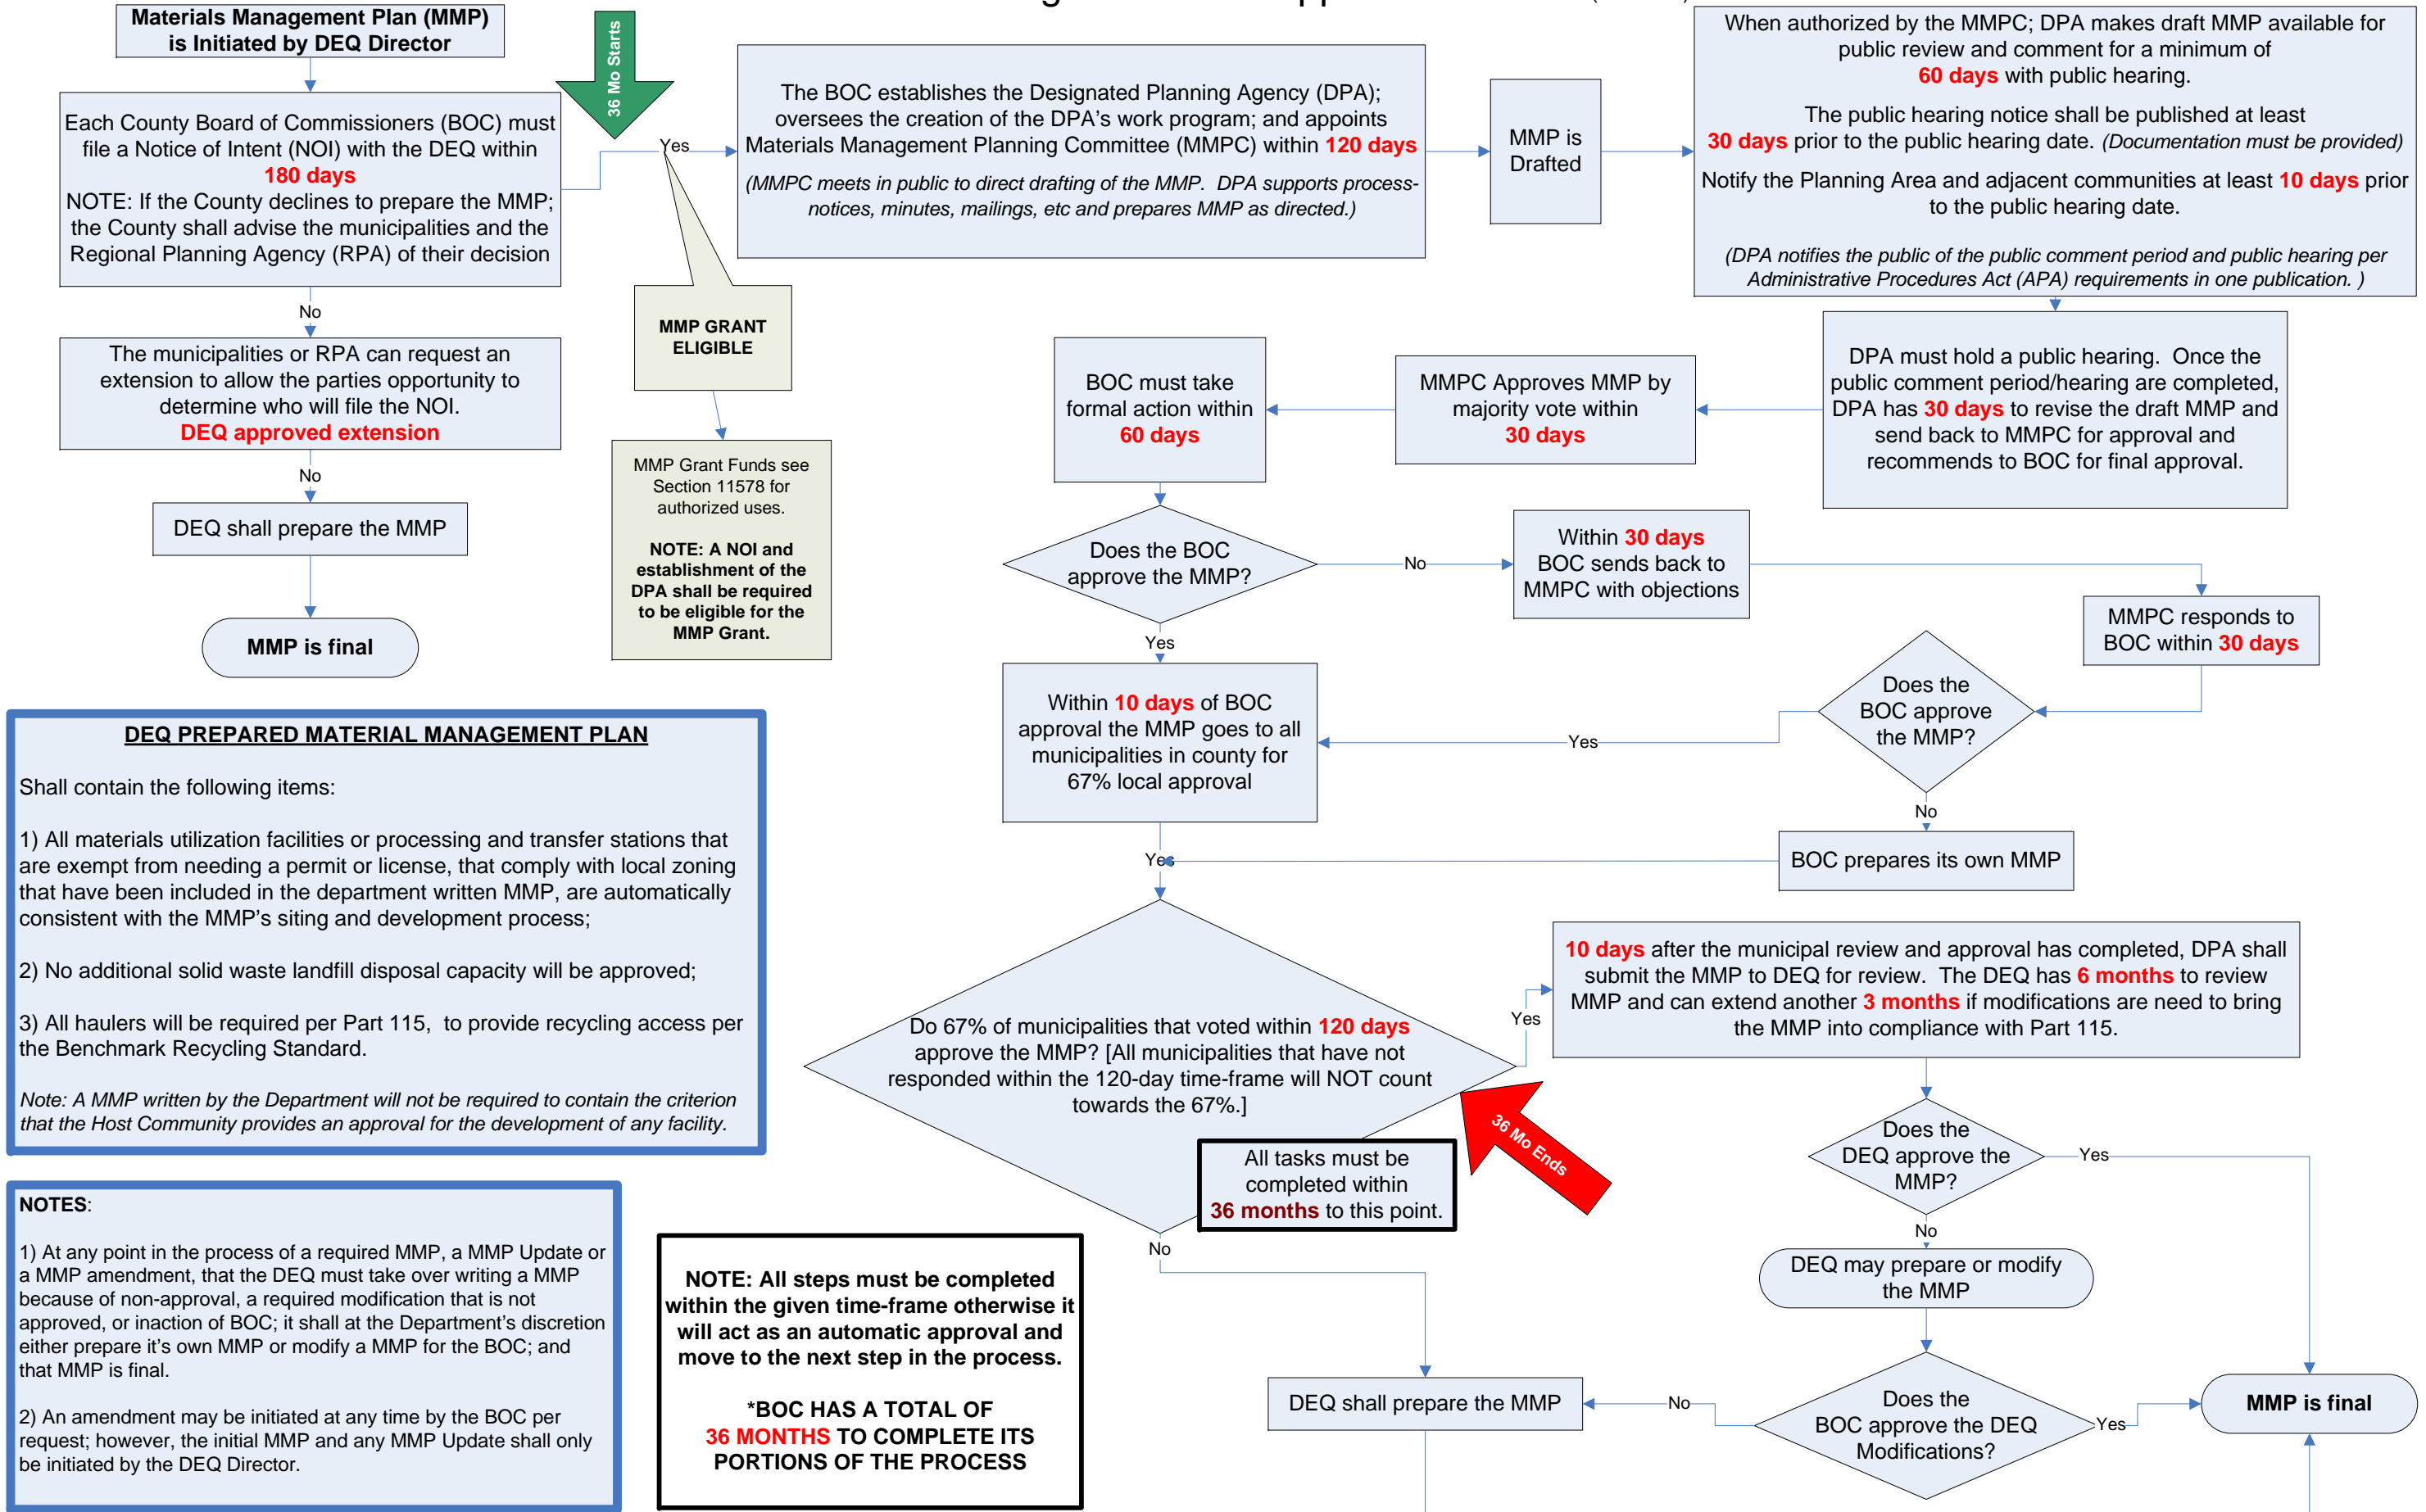 Materials Management Plan (MMP)
is Initiated by DEQ Director
36 Mo Starts
Each County Board of Commissioners (BOC) must
file a Notice of Intent (NOI) with the DEQ within
180 days
NOTE: If the County declines to prepare the MMP;
the County shall advise the municipalities and the
Regional Planning Agency (RPA) of their decision
Yes
No
The municipalities or RPA can request an
extension to allow the parties opportunity to
determine who will file the NOI.
DEQ approved extension
No
DEQ shall prepare the MMP
MMP is final
MMP GRANT
ELIGIBLE
MMP Grant Funds see
Section 11578 for
authorized uses.
NOTE: A NOI and
establishment of the
DPA shall be required
to be eligible for the
MMP Grant.
The BOC establishes the Designated Planning Agency (DPA);
oversees the creation of the DPA's work program; and appoints
Materials Management Planning Committee (MMPC) within 120 days
(MMPC meets in public to direct drafting of the MMP. DPA supports process-
notices, minutes, mailings, etc and prepares MMP as directed.)
MMP is
Drafted
When authorized by the MMPC; DPA makes draft MMP available for
public review and comment for a minimum of
60 days with public hearing.
The public hearing notice shall be published at least
30 days prior to the public hearing date. (Documentation must be provided)
Notify the Planning Area and adjacent communities at least 10 days prior
to the public hearing date.
(DPA notifies the public of the public comment period and public hearing per
Administrative Procedures Act (APA) requirements in one publication. )
DPA must hold a public hearing. Once the
public comment period/hearing are completed,
DPA has 30 days to revise the draft MMP and
send back to MMPC for approval and
recommends to BOC for final approval.
MMPC Approves MMP by
majority vote within
30 days
BOC must take
formal action within
60 days
Does the BOC
approve the MMP?
No
Within 30 days
BOC sends back to
MMPC with objections
MMPC responds to
BOC within 30 days
Does the
BOC approve
the MMP?
Yes
Yes
Within 10 days of BOC
approval the MMP goes to all
municipalities in county for
67% local approval
No
BOC prepares its own MMP
Yes
Do 67% of municipalities that voted within 120 days
approve the MMP? [All municipalities that have not
responded within the 120-day time-frame will NOT count
towards the 67%.]
36 Mo Ends
All tasks must be
completed within
36 months to this point.
Yes
10 days after the municipal review and approval has completed, DPA shall
submit the MMP to DEQ for review. The DEQ has 6 months to review
MMP and can extend another 3 months if modifications are need to bring
the MMP into compliance with Part 115.
Does the
DEQ approve the
MMP?
Yes
No
DEQ may prepare or modify
the MMP
Does the
BOC approve the DEQ
Modifications?
Yes
No
No
DEQ shall prepare the MMP
MMP is final
DEQ PREPARED MATERIAL MANAGEMENT PLAN
Shall contain the following items:
1) All materials utilization facilities or processing and transfer stations that
are exempt from needing a permit or license, that comply with local zoning
that have been included in the department written MMP, are automatically
consistent with the MMP's siting and development process;
2) No additional solid waste landfill disposal capacity will be approved;
3) All haulers will be required per Part 115, to provide recycling access per
the Benchmark Recycling Standard.
Note: A MMP written by the Department will not be required to contain the criterion
that the Host Community provides an approval for the development of any facility.
NOTES:
1) At any point in the process of a required MMP, a MMP Update or
a MMP amendment, that the DEQ must take over writing a MMP
because of non-approval, a required modification that is not
approved, or inaction of BOC; it shall at the Department's discretion
either prepare it's own MMP or modify a MMP for the BOC; and
that MMP is final.
2) An amendment may be initiated at any time by the BOC per
request; however, the initial MMP and any MMP Update shall only
be initiated by the DEQ Director.
NOTE: All steps must be completed
within the given time-frame otherwise it
will act as an automatic approval and
move to the next step in the process.
*BOC HAS A TOTAL OF
36 MONTHS TO COMPLETE ITS
PORTIONS OF THE PROCESS